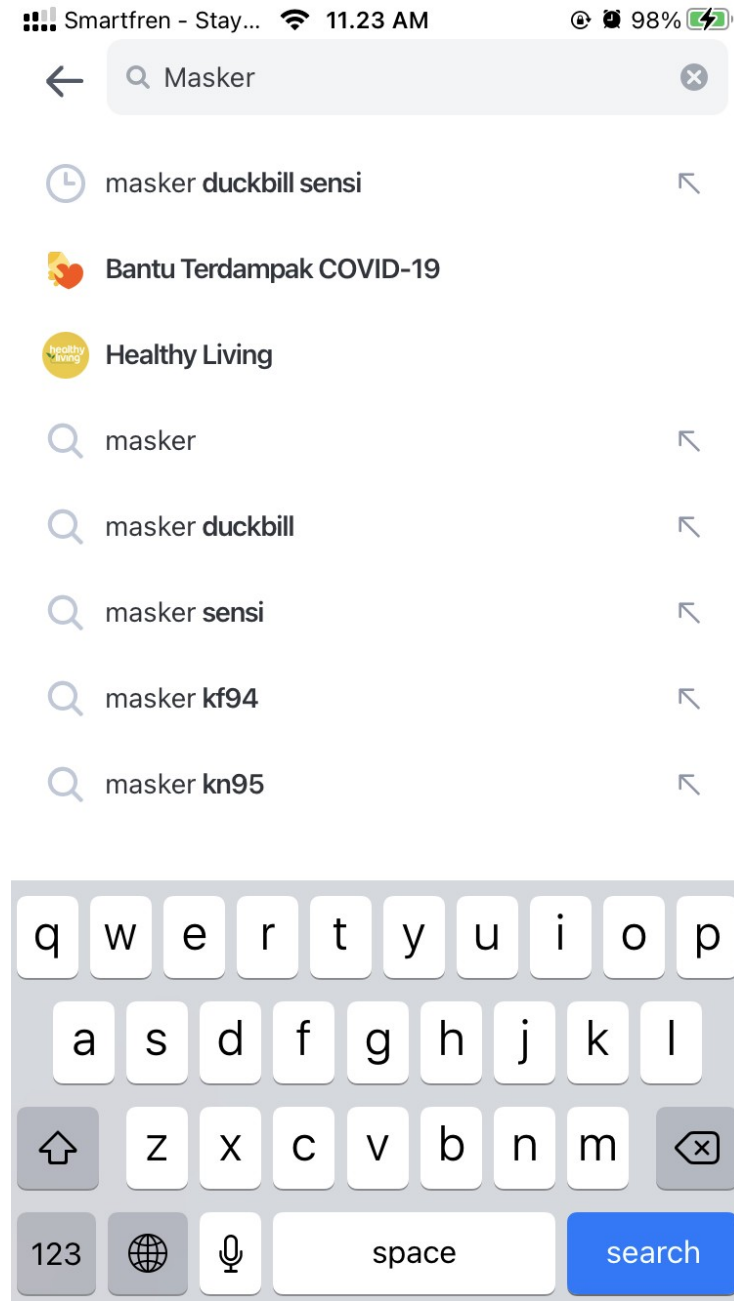 Smartfren - Stay... 11.23 AM 98%
Masker
masker duckbill sensi
Bantu Terdampak COVID-19
healthy living
Healthy Living
masker
masker duckbill
masker sensi
masker kf94
masker kn95
q w e r t y u i o p
a s d f g h j k l
z x c v b n m
123 space search